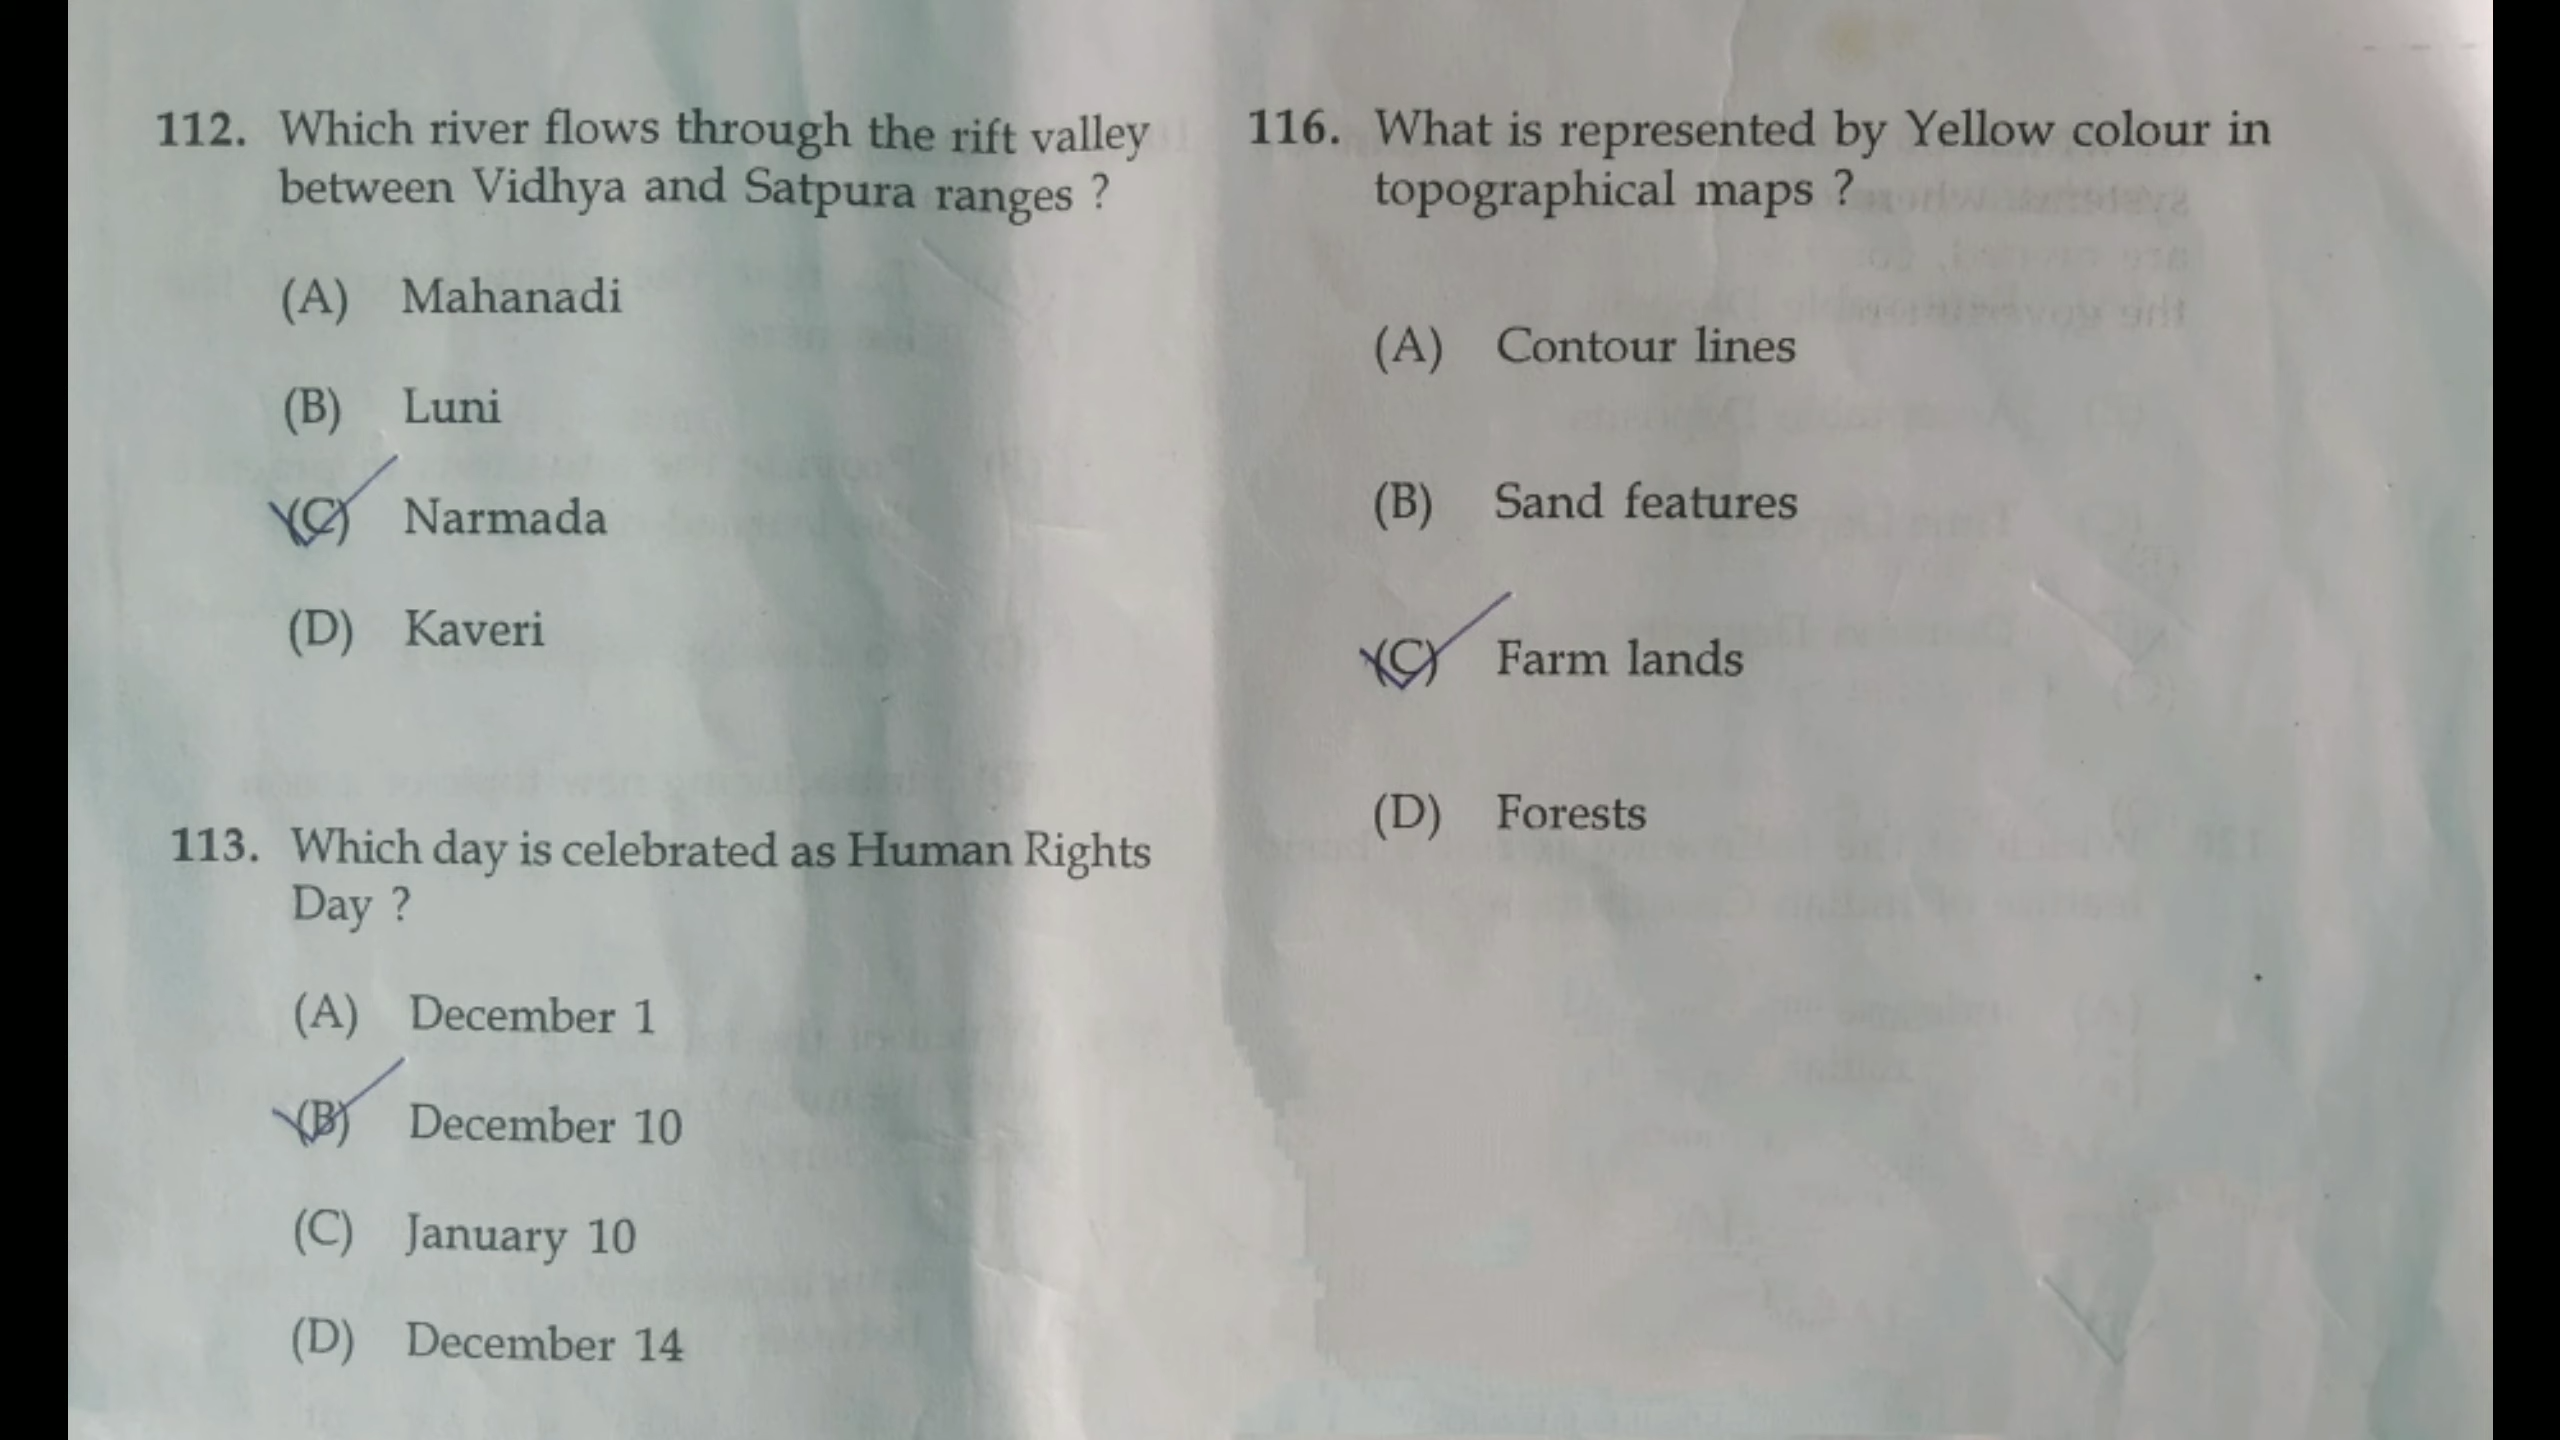 112. Which river flows through the rift valley
between Vidhya and Satpura ranges ?
(A) Mahanadi
(B) Luni
(C) Narmada
(D) Kaveri
113. Which day is celebrated as Human Rights
Day ?
(A) December 1
(B) December 10
(C) January 10
(D) December 14
116. What is represented by Yellow colour in
topographical maps ?
(A) Contour lines
(B) Sand features
(C) Farm lands
(D) Forests